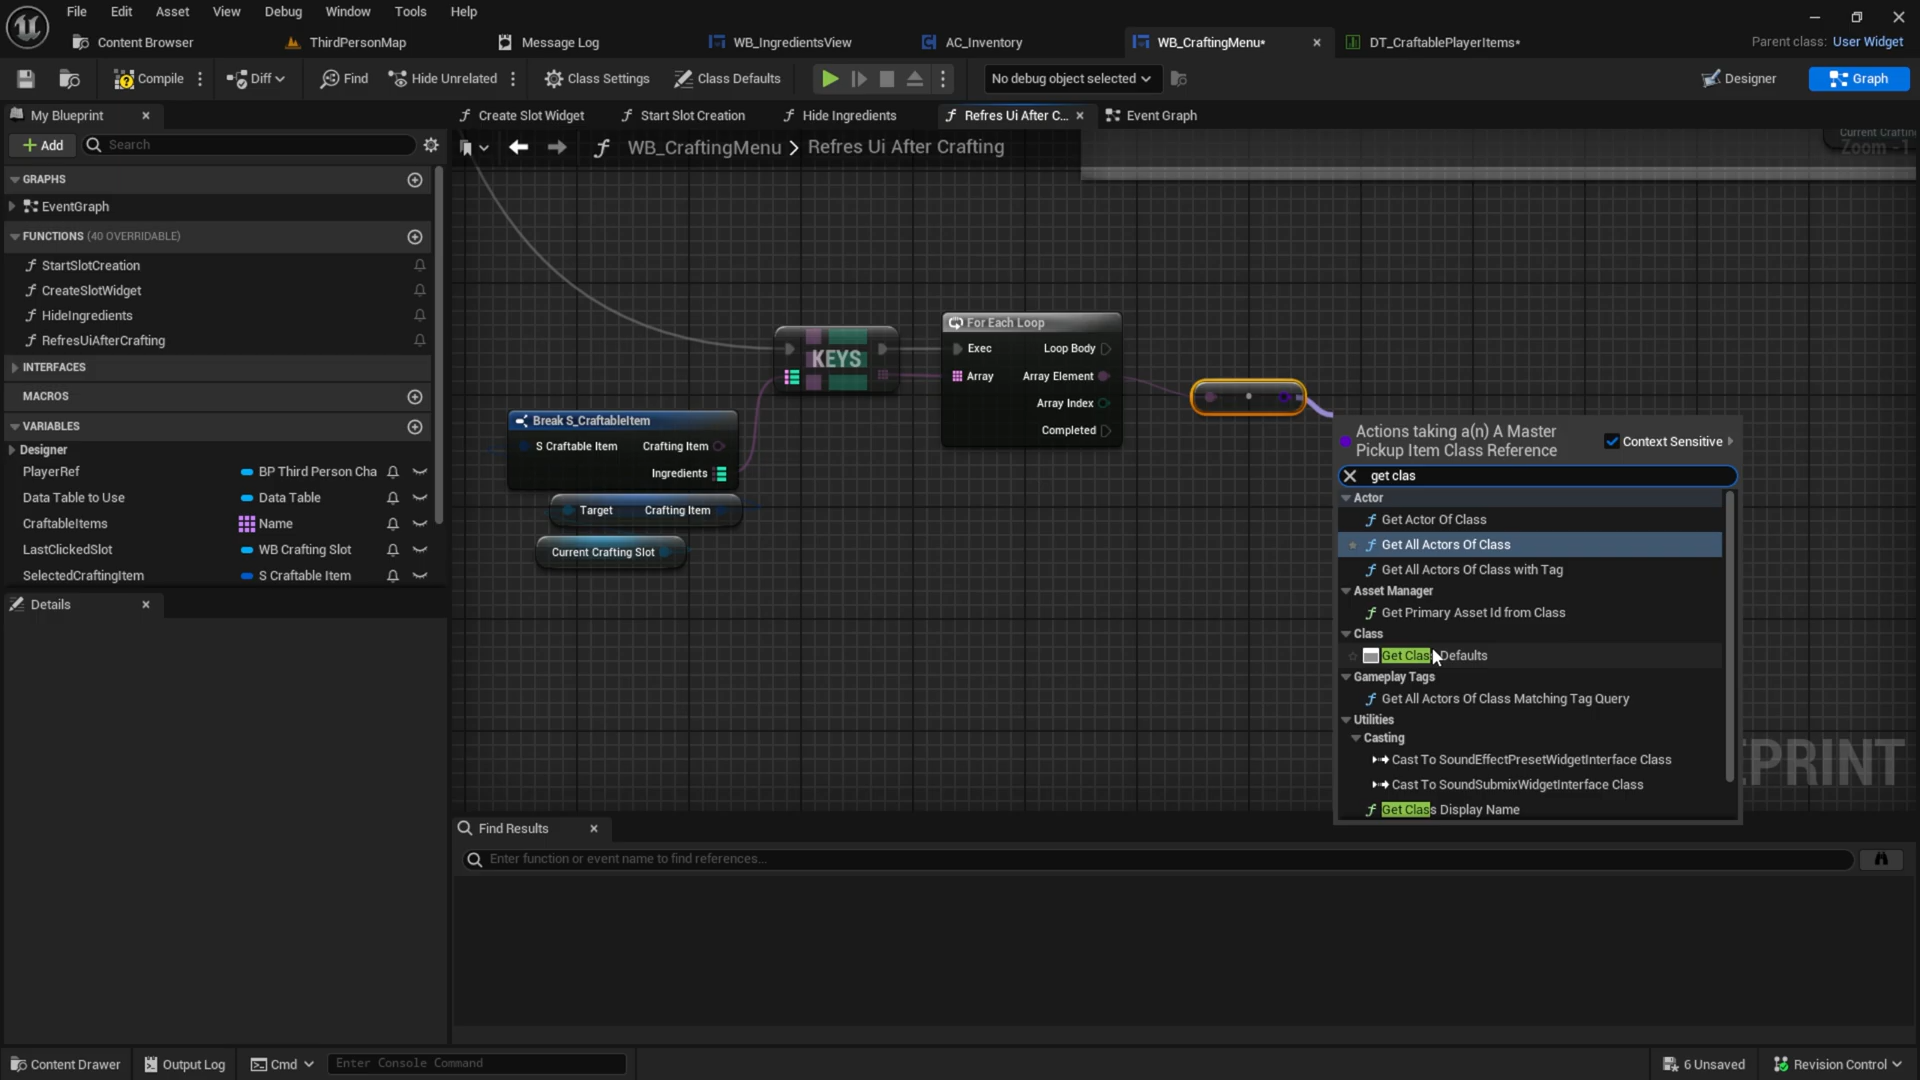 File Edit Asset View Debug Window Tools Help
Content Browser ThirdPersonMap Message Log WB_IngredientsView AC_Inventory WB_CraftingMenu* DT_CraftablePlayerItems* Parent class: User Widget
Compile Diff Find Hide Unrelated Class Settings Class Defaults No debug object selected Designer Graph
My Blueprint
Add Search
GRAPHS
EventGraph
FUNCTIONS (40 OVERRIDABLE)
StartSlotCreation
CreateSlotWidget
HideIngredients
RefresUiAfterCrafting
INTERFACES
MACROS
VARIABLES
Designer
PlayerRef BP Third Person Cha
Data Table to Use Data Table
CraftableItems Name
LastClickedSlot WB Crafting Slot
SelectedCraftingItem S Craftable Item
Details
Create Slot Widget Start Slot Creation Hide Ingredients Refres Ui After C... Event Graph
WB_CraftingMenu > Refres Ui After Crafting
Current Craftin
Zoom -1
KEYS
For Each Loop
Exec Loop Body
Array Array Element
Array Index
Completed
Break S_CraftableItem
S Craftable Item Crafting Item
Ingredients
Target Crafting Item
Current Crafting Slot
Actions taking a(n) A Master
Pickup Item Class Reference
Context Sensitive
get clas
Actor
Get Actor Of Class
Get All Actors Of Class
Get All Actors Of Class with Tag
Asset Manager
Get Primary Asset Id from Class
Class
Get Class Defaults
Gameplay Tags
Get All Actors Of Class Matching Tag Query
Utilities
Casting
Cast To SoundEffectPresetWidgetInterface Class
Cast To SoundSubmixWidgetInterface Class
Get Class Display Name
EPRINT
Find Results
Enter function or event name to find references...
Content Drawer Output Log Cmd Enter Console Command 6 Unsaved Revision Control